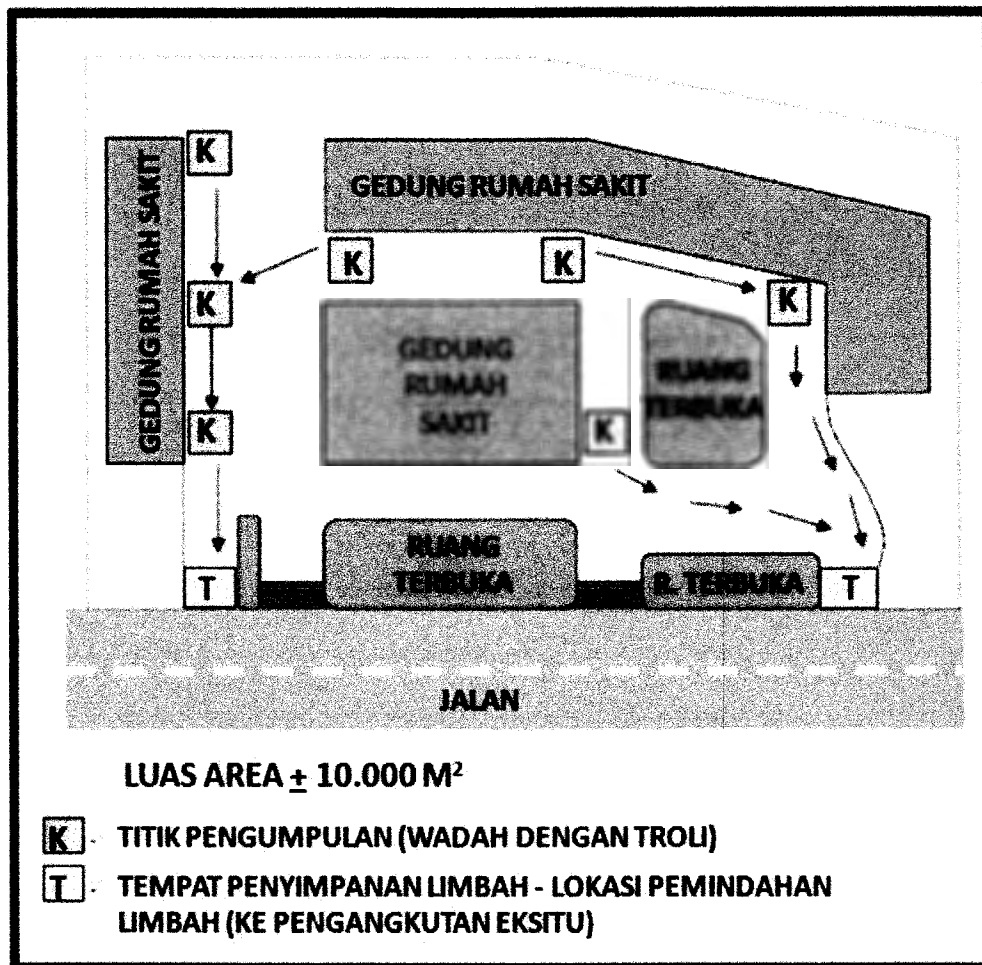 K
GEDUNG RUMAH SAKIT
GEDUNG RUMAH SAKIT
K
K
K
K
GEDUNG
RUMAH
SAKIT
RUANG
TERBUKA
K
K
RUANG
TERBUKA
T
R. TERBUKA
T
JALAN
LUAS AREA ± 10.000 M²
K - TITIK PENGUMPULAN (WADAH DENGAN TROLI)
T - TEMPAT PENYIMPANAN LIMBAH - LOKASI PEMINDAHAN
LIMBAH (KE PENGANGKUTAN EKSITU)